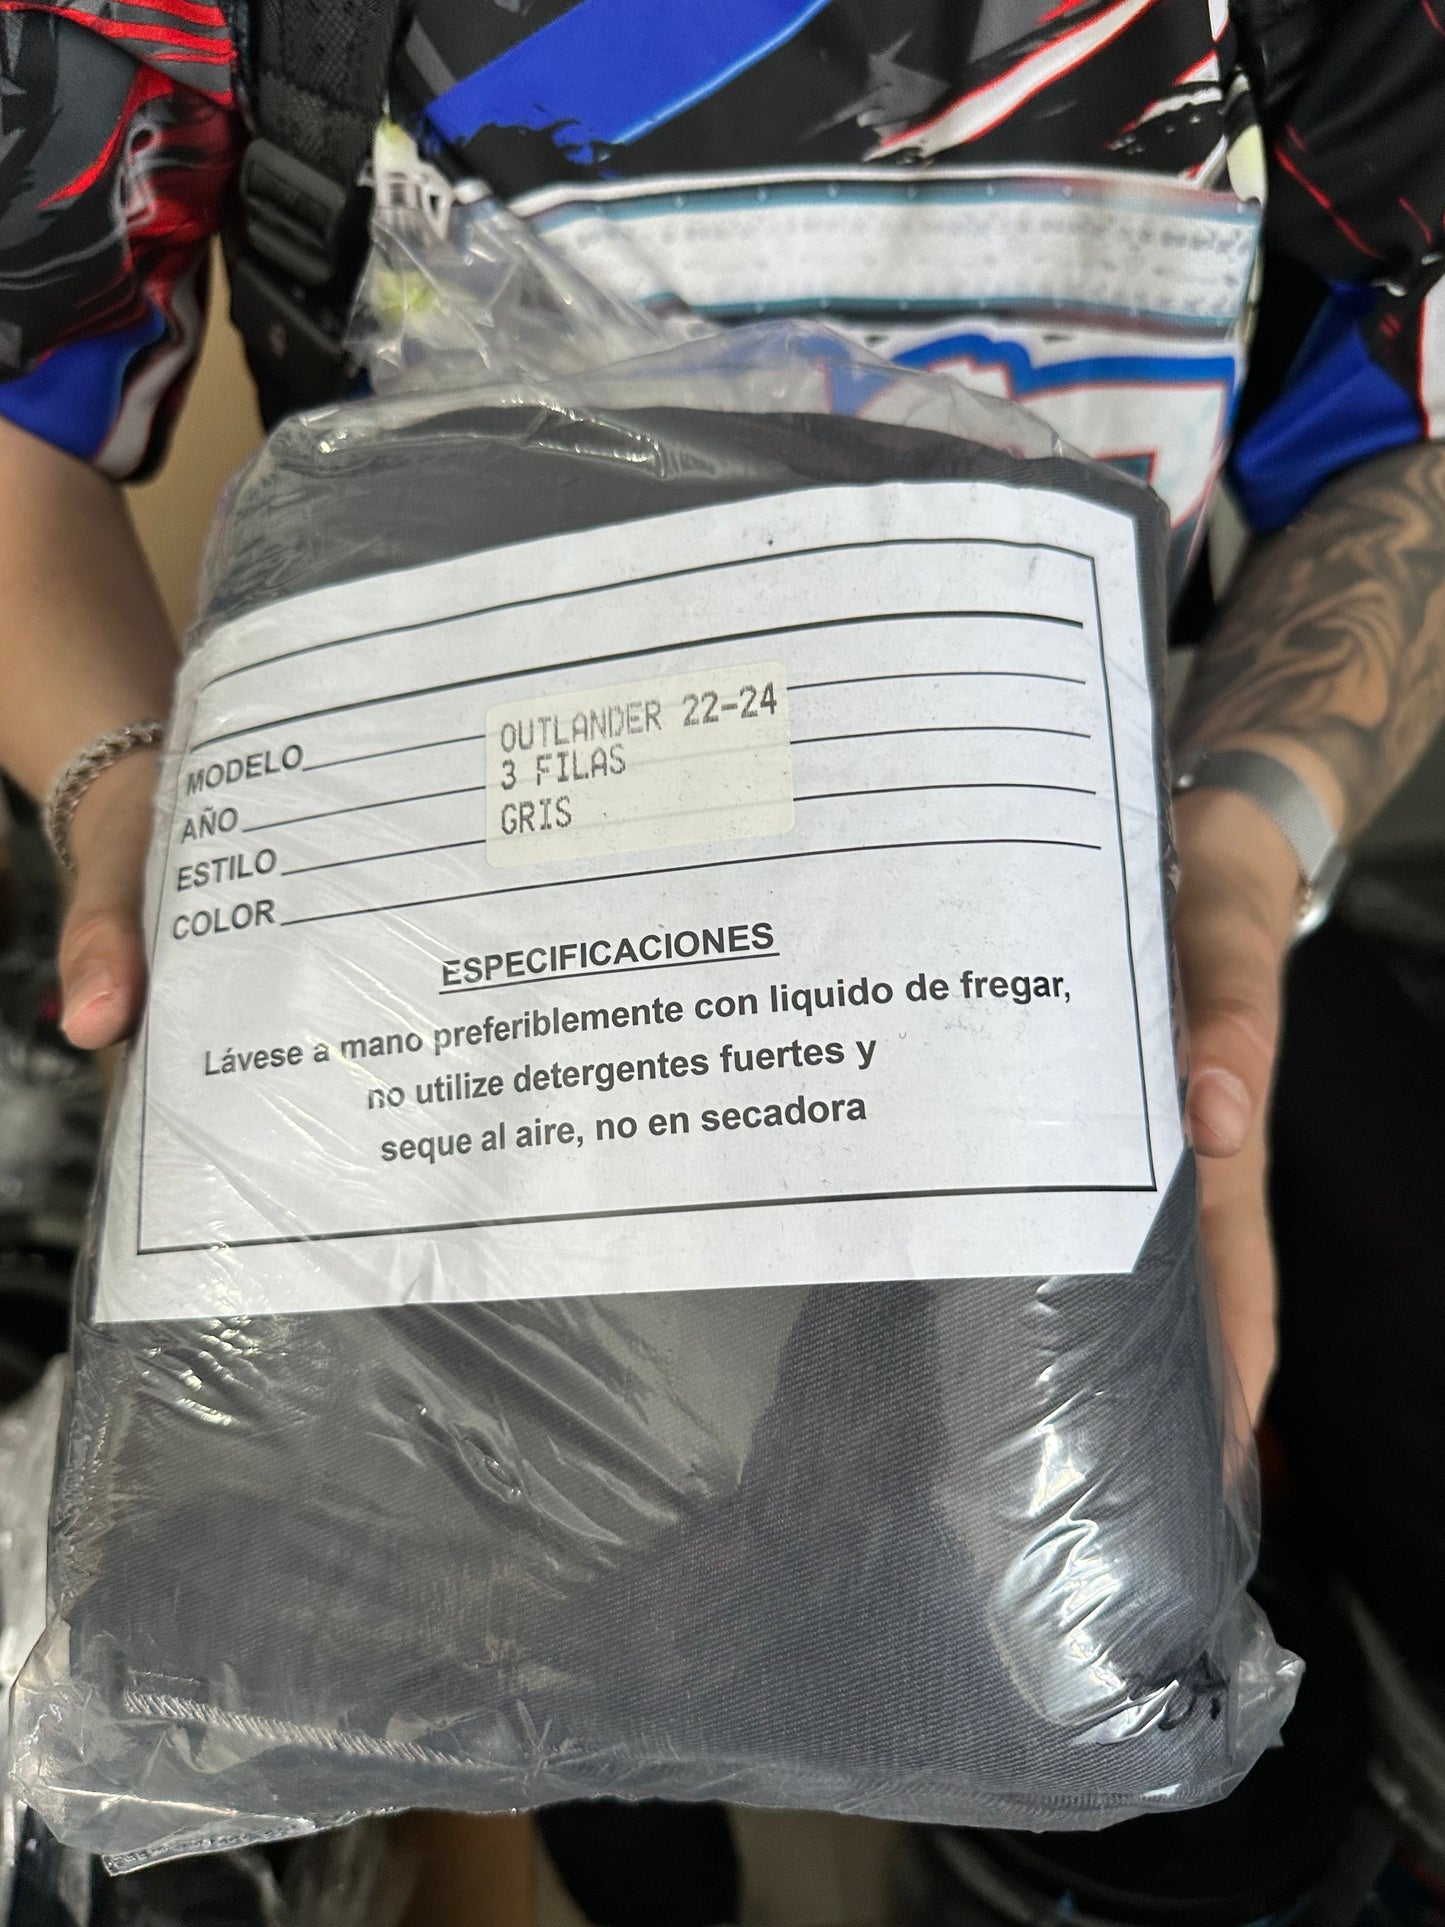 MODELO
AÑO
ESTILO
COLOR
OUTLANDER 22-24
3 FILAS
GRIS
ESPECIFICACIONES
Lávese a mano preferiblemente con liquido de fregar,
no utilize detergentes fuertes y
seque al aire, no en secadora